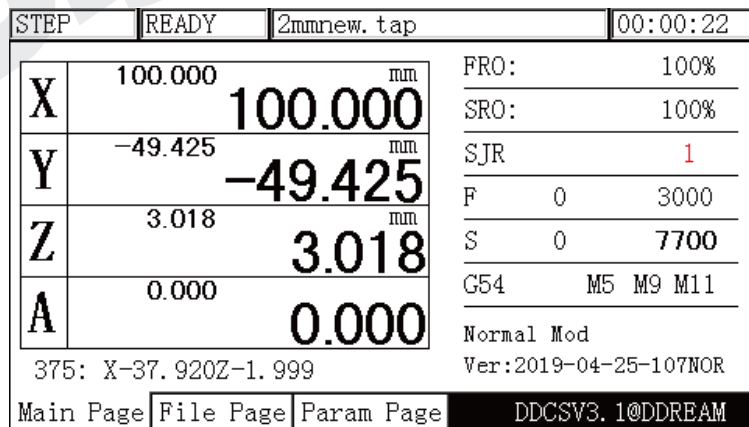 STEP READY 2mmnew.tap 00:00:22
X 100.000 mm 100.000
Y -49.425 mm -49.425
Z 3.018 mm 3.018
A 0.000 0.000
375: X-37.920Z-1.999
FRO: 100%
SRO: 100%
SJR 1
F 0 3000
S 0 7700
G54 M5 M9 M11
Normal Mod
Ver:2019-04-25-107NOR
Main Page File Page Param Page DDCSV3.1@DDREAM